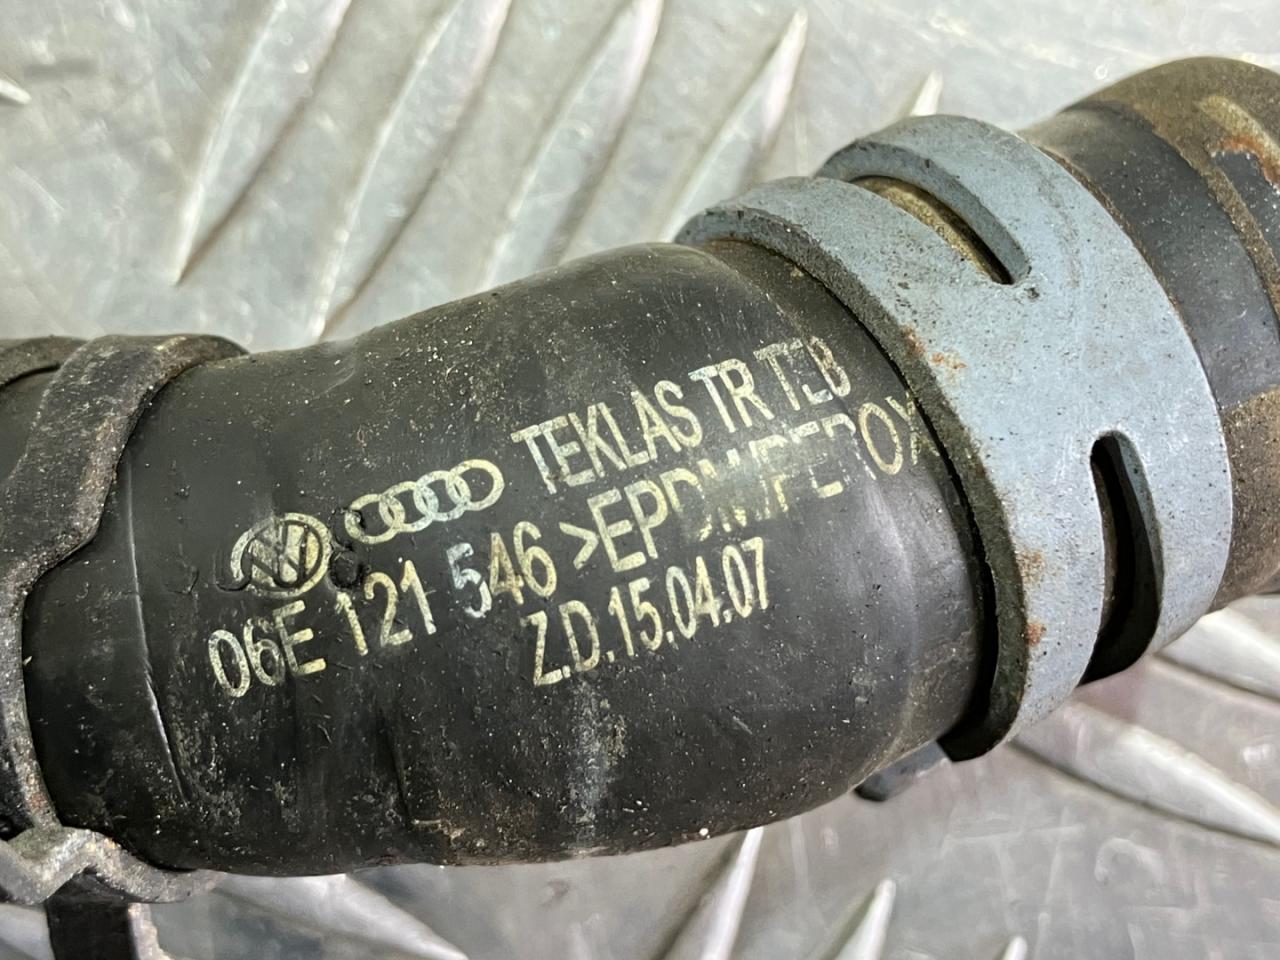 TEKLAS TR TEB
06E 121 546 >EPDM/PEROX
Z.D.15.04.07